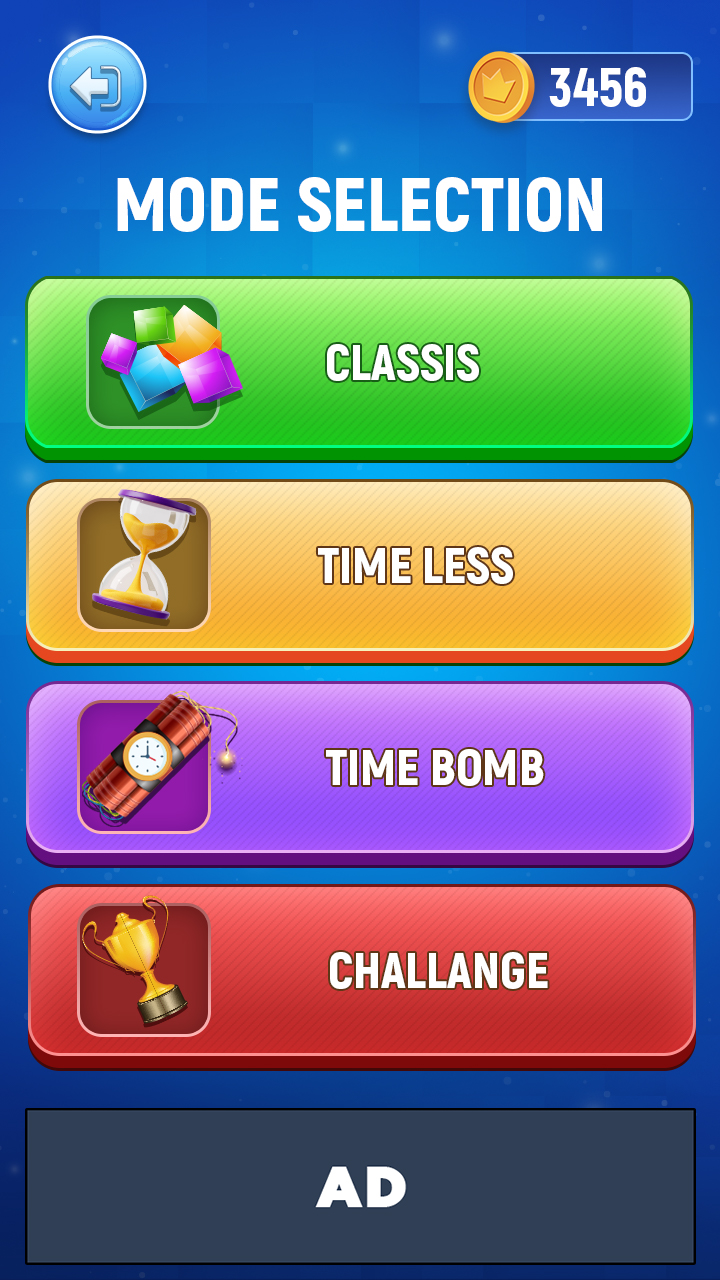 3456
MODE SELECTION
CLASSIS
TIME LESS
TIME BOMB
CHALLANGE
AD